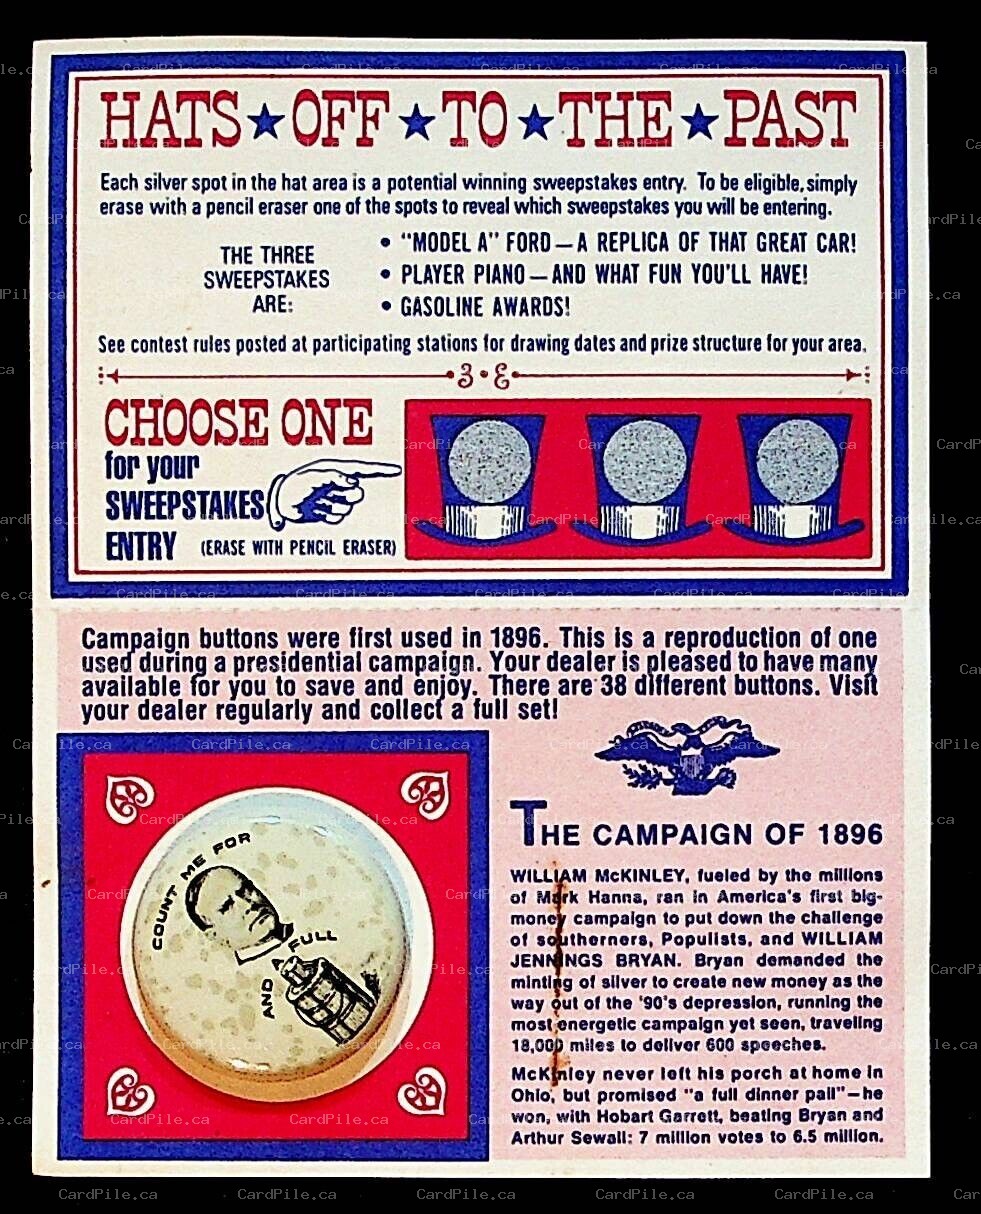 HATS ★ OFF ★ TO ★ THE ★ PAST
Each silver spot in the hat area is a potential winning sweepstakes entry. To be eligible, simply
erase with a pencil eraser one of the spots to reveal which sweepstakes you will be entering.
THE THREE
SWEEPSTAKES
ARE:
• "MODEL A" FORD — A REPLICA OF THAT GREAT CAR!
• PLAYER PIANO — AND WHAT FUN YOU'LL HAVE!
• GASOLINE AWARDS!
See contest rules posted at participating stations for drawing dates and prize structure for your area.
CHOOSE ONE
for your
SWEEPSTAKES
ENTRY (ERASE WITH PENCIL ERASER)
Campaign buttons were first used in 1896. This is a reproduction of one
used during a presidential campaign. Your dealer is pleased to have many
available for you to save and enjoy. There are 38 different buttons. Visit
your dealer regularly and collect a full set!
COUNT ME FOR
AND A FULL
THE CAMPAIGN OF 1896
WILLIAM McKINLEY, fueled by the millions
of Mark Hanna, ran in America's first big-
money campaign to put down the challenge
of southerners, Populists, and WILLIAM
JENNINGS BRYAN. Bryan demanded the
minting of silver to create new money as the
way out of the '90's depression, running the
most energetic campaign yet seen, traveling
18,000 miles to deliver 600 speeches.
McKinley never left his porch at home in
Ohio, but promised "a full dinner pail"—he
won, with Hobart Garrett, beating Bryan and
Arthur Sewall: 7 million votes to 6.5 million.
CardPile.ca